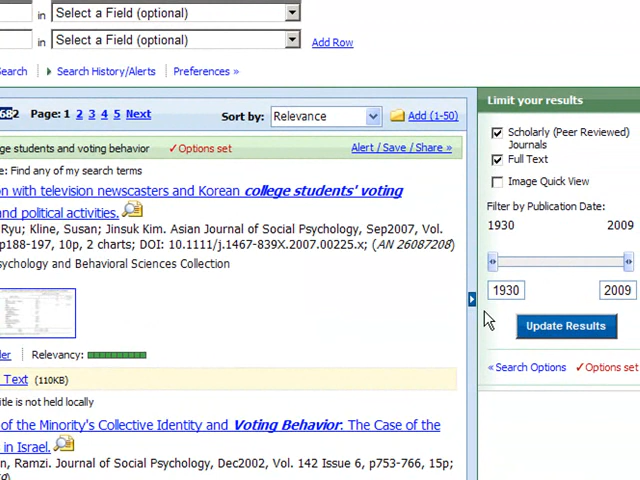 in Select a Field (optional)
in Select a Field (optional) Add Row
Search History/Alerts Preferences »
682 Page: 1 2 3 4 5 Next Sort by: Relevance Add (1-50)
ge students and voting behavior ✓Options set Alert / Save / Share »
e: Find any of my search terms
on with television newscasters and Korean college students' voting
and political activities.
Ryu; Kline, Susan; Jinsuk Kim. Asian Journal of Social Psychology, Sep2007, Vol.
p188-197, 10p, 2 charts; DOI: 10.1111/j.1467-839X.2007.00225.x; (AN 26087208)
sychology and Behavioral Sciences Collection
der Relevancy:
Text (110KB)
itle is not held locally
of the Minority's Collective Identity and Voting Behavior. The Case of the
in Israel.
n, Ramzi. Journal of Social Psychology, Dec2002, Vol. 142 Issue 6, p753-766, 15p;
Limit your results
Scholarly (Peer Reviewed)
Journals
Full Text
Image Quick View
Filter by Publication Date:
1930 2009
1930 2009
Update Results
« Search Options ✓Options set